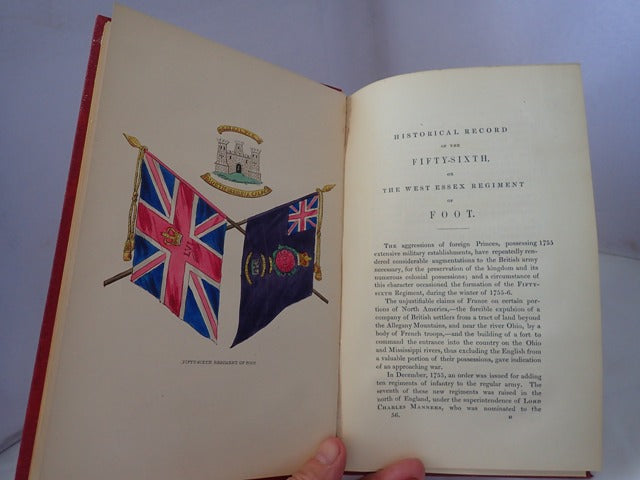 GIBRALTAR
MONTIS INSIGNIA CALPE
LVI
FIFTY-SIXTH REGIMENT OF FOOT
HISTORICAL RECORD
OF THE
FIFTY-SIXTH,
OR
THE WEST ESSEX REGIMENT
OF
FOOT.
THE aggressions of foreign Princes, possessing 1755
extensive military establishments, have repeatedly ren-
dered considerable augmentations to the British army
necessary, for the preservation of the kingdom and its
numerous colonial possessions; and a circumstance of
this character occasioned the formation of the FIFTY-
SIXTH Regiment, during the winter of 1755-6.
The unjustifiable claims of France on certain por-
tions of North America,—the forcible expulsion of a
company of British settlers from a tract of land beyond
the Allegany Mountains, and near the river Ohio, by a
body of French troops,—and the building of a fort to
command the entrance into the country on the Ohio
and Mississippi rivers, thus excluding the English from
a valuable portion of their possessions, gave indication
of an approaching war.
In December, 1755, an order was issued for adding
ten regiments of infantry to the regular army. The
seventh of these new regiments was raised in the
north of England, under the superintendence of LORD
CHARLES MANNERS, who was nominated to the
56. B